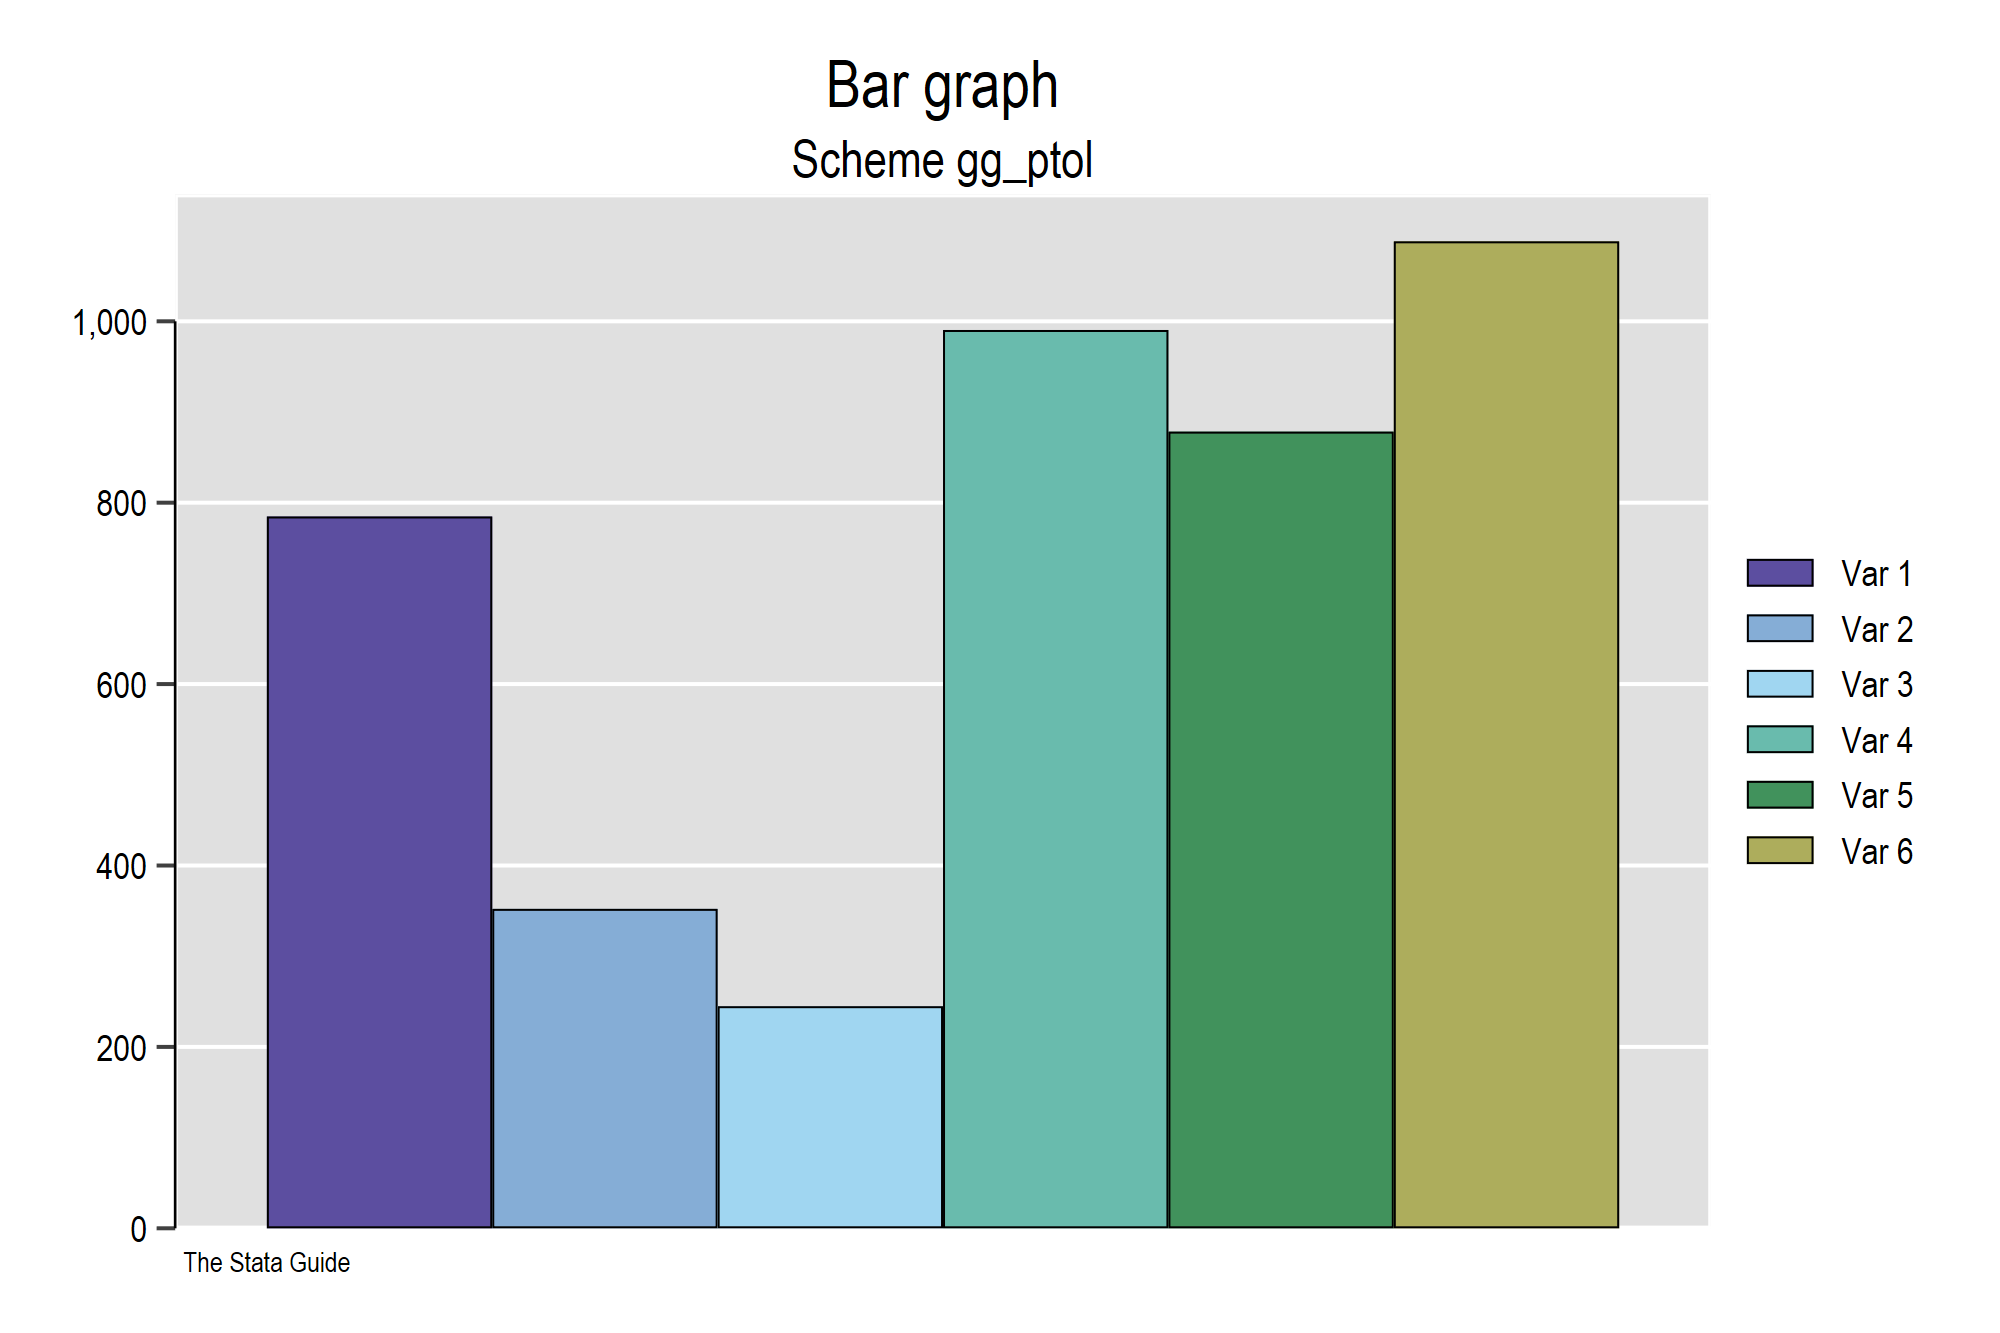 Bar graph
Scheme gg_ptol
1,000
800
600
400
200
0
Var 1
Var 2
Var 3
Var 4
Var 5
Var 6
The Stata Guide